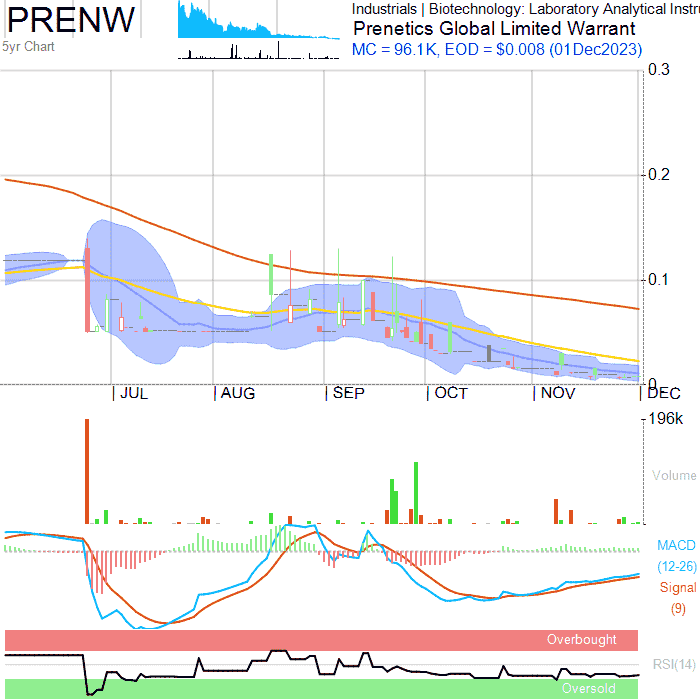 PRENW
5yr Chart
Industrials | Biotechnology: Laboratory Analytical Instru
Prenetics Global Limited Warrant
MC = 96.1K, EOD = $0.008 (01Dec2023)
0.3
0.2
0.1
0
JUL
AUG
SEP
OCT
NOV
DEC
196k
Volume
MACD
(12-26)
Signal
(9)
Overbought
RSI(14)
Oversold